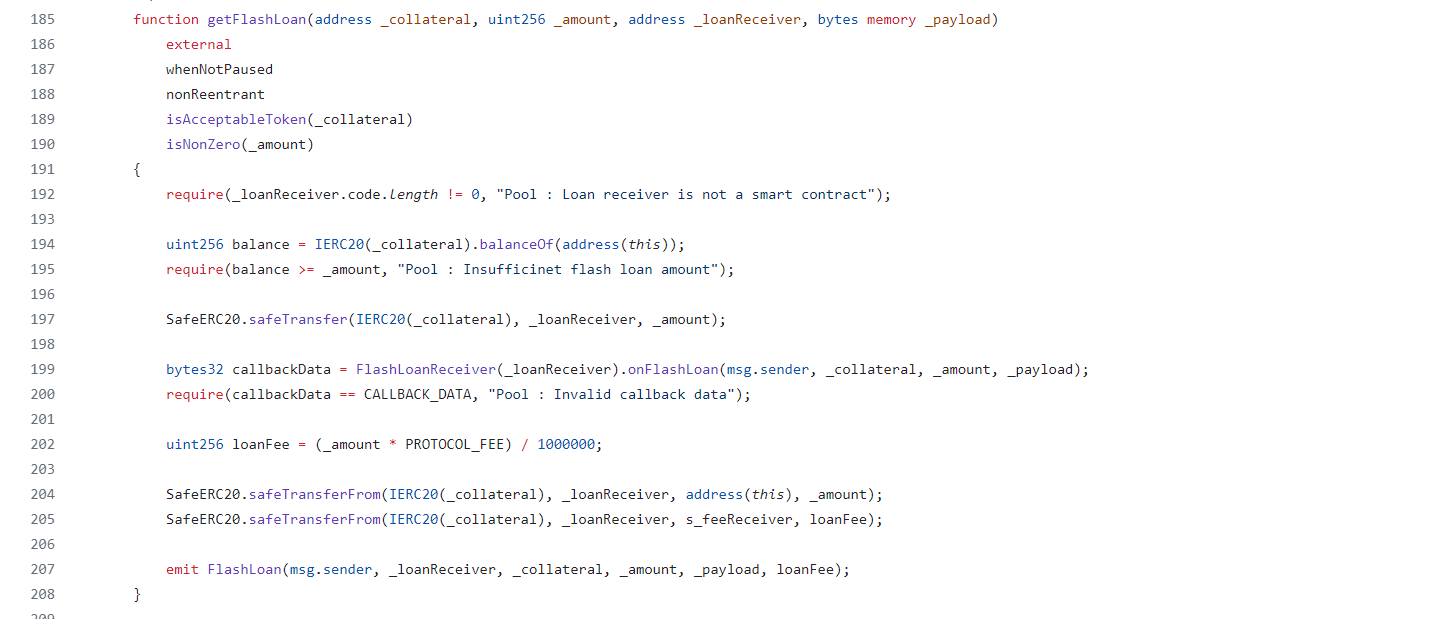 185 function getFlashLoan(address _collateral, uint256 _amount, address _loanReceiver, bytes memory _payload)
186 external
187 whenNotPaused
188 nonReentrant
189 isAcceptableToken(_collateral)
190 isNonZero(_amount)
191 {
192 require(_loanReceiver.code.length != 0, "Pool : Loan receiver is not a smart contract");
193
194 uint256 balance = IERC20(_collateral).balanceOf(address(this));
195 require(balance >= _amount, "Pool : Insufficinet flash loan amount");
196
197 SafeERC20.safeTransfer(IERC20(_collateral), _loanReceiver, _amount);
198
199 bytes32 callbackData = FlashLoanReceiver(_loanReceiver).onFlashLoan(msg.sender, _collateral, _amount, _payload);
200 require(callbackData == CALLBACK_DATA, "Pool : Invalid callback data");
201
202 uint256 loanFee = (_amount * PROTOCOL_FEE) / 1000000;
203
204 SafeERC20.safeTransferFrom(IERC20(_collateral), _loanReceiver, address(this), _amount);
205 SafeERC20.safeTransferFrom(IERC20(_collateral), _loanReceiver, s_feeReceiver, loanFee);
206
207 emit FlashLoan(msg.sender, _loanReceiver, _collateral, _amount, _payload, loanFee);
208 }
209